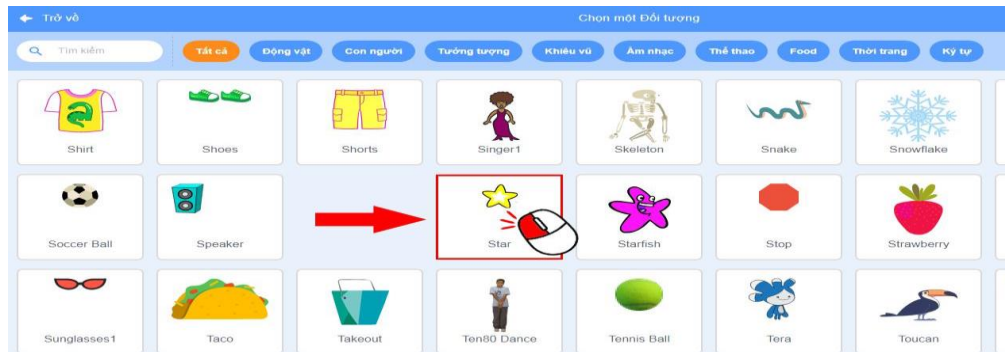 Trở về
Chọn một Đối tượng
Tìm kiếm
Tất cả
Động vật
Con người
Tưởng tượng
Khiêu vũ
Âm nhạc
Thể thao
Food
Thời trang
Ký tự
Shirt
Shoes
Shorts
Singer1
Skeleton
Snake
Snowflake
Soccer Ball
Speaker
Star
Starfish
Stop
Strawberry
Sunglasses1
Taco
Takeout
Ten80 Dance
Tennis Ball
Tera
Toucan